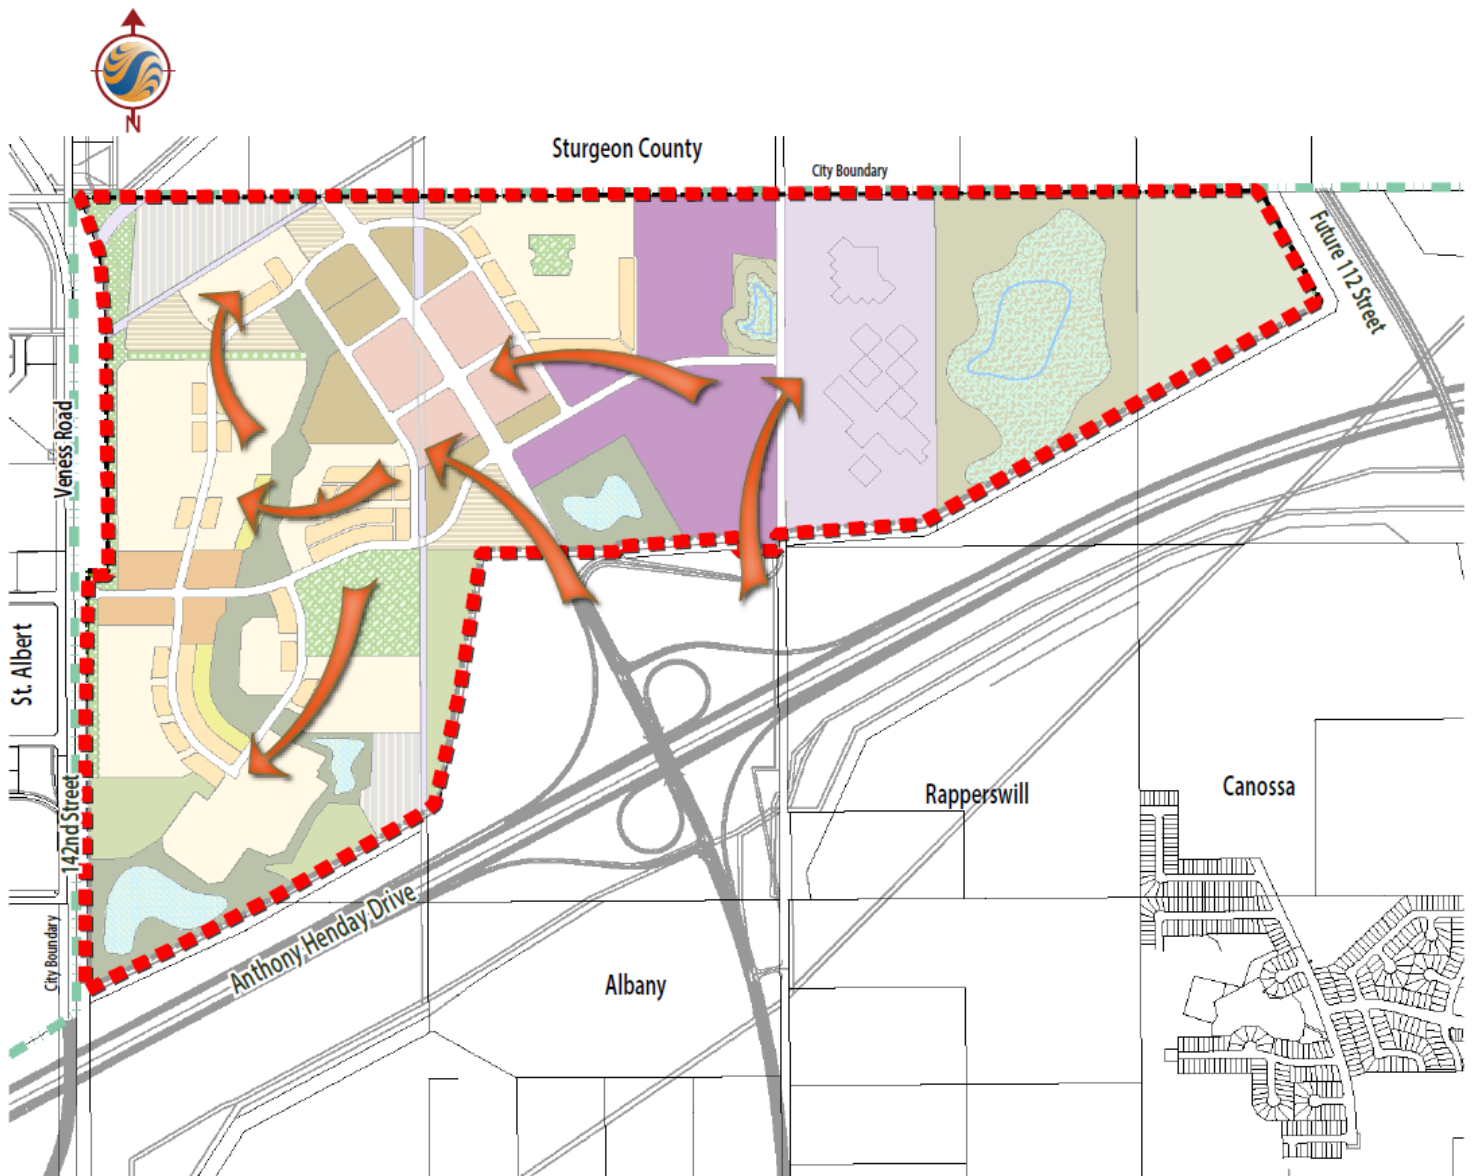 N
Sturgeon County
City Boundary
Future 112 Street
Veness Road
St. Albert
142nd Street
Rapperswill
Canossa
City Boundary
Anthony Henday Drive
Albany